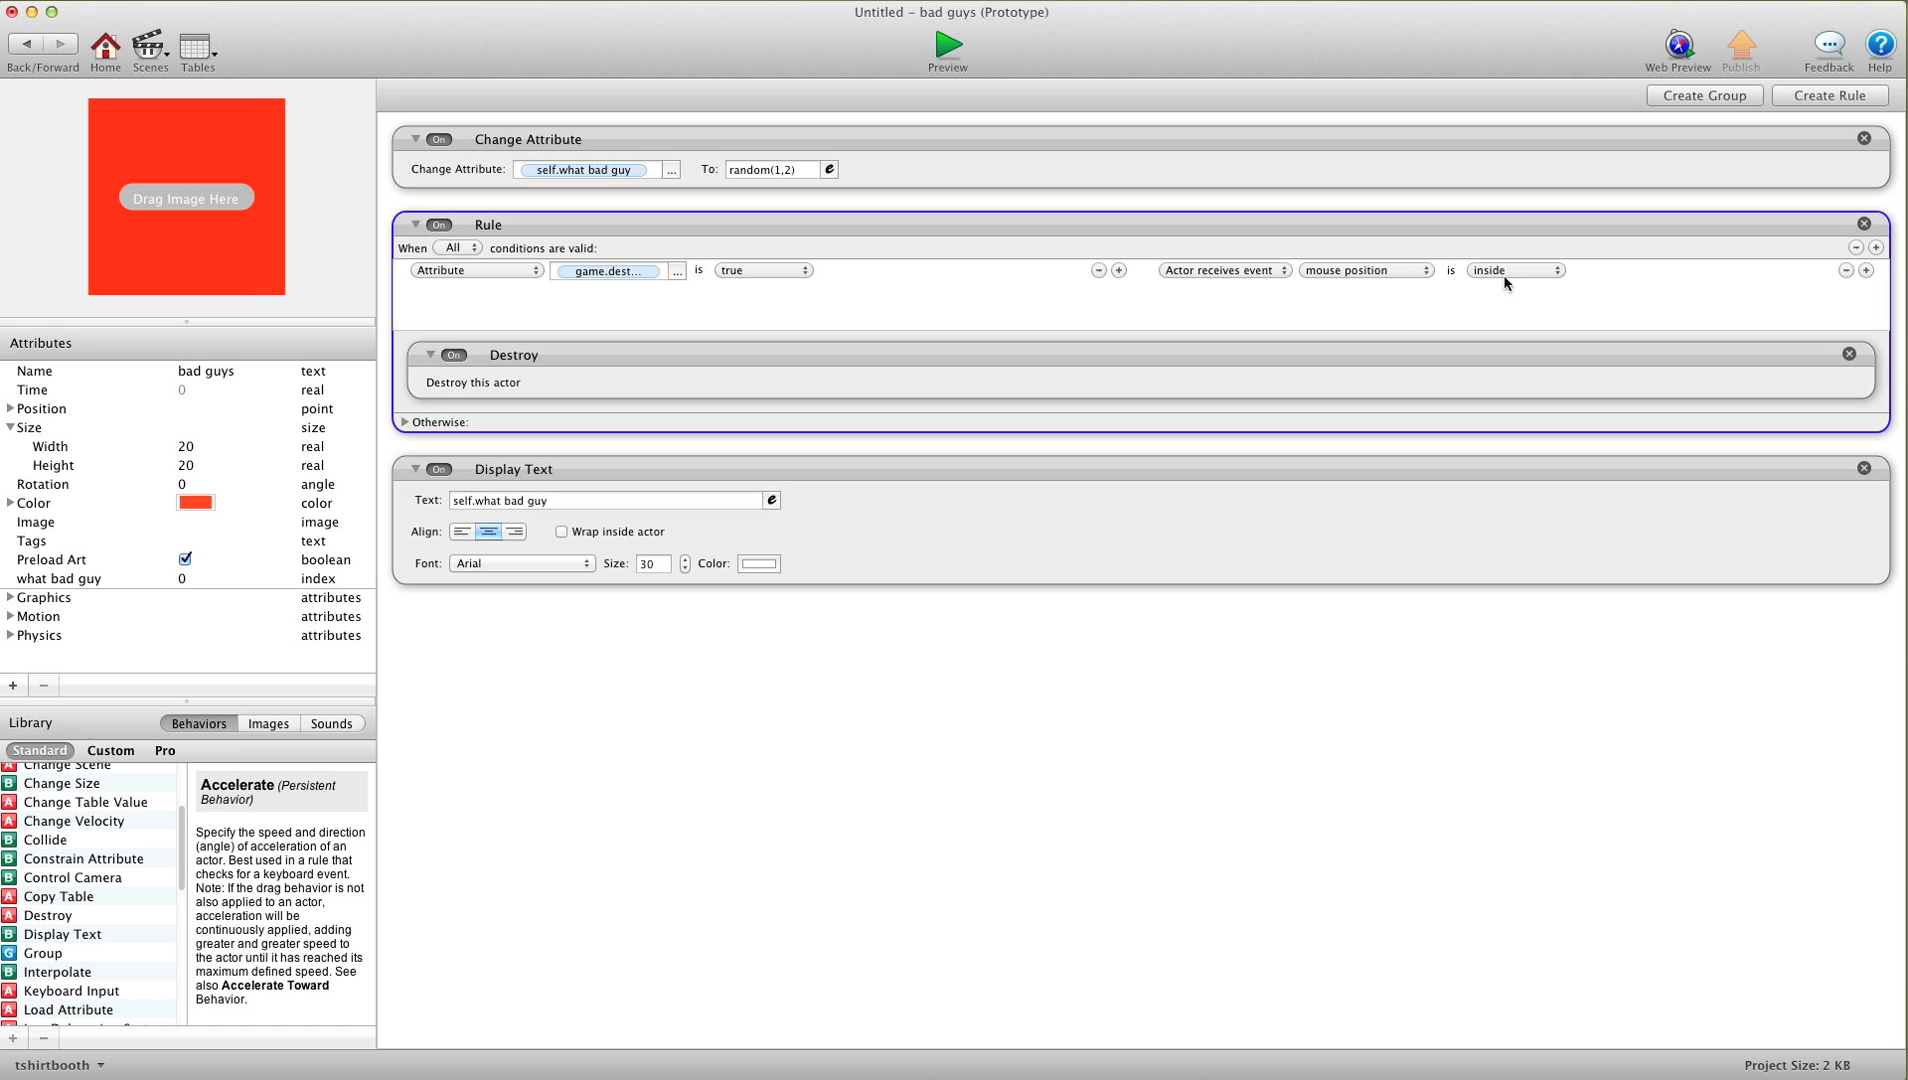 Untitled – bad guys (Prototype)
Back/Forward Home Scenes Tables Preview Web Preview Publish Feedback Help
Create Group Create Rule
Drag Image Here
On Change Attribute
Change Attribute: self.what bad guy ... To: random(1,2) e
On Rule
When All conditions are valid:
Attribute game.dest... ... is true Actor receives event mouse position is inside
On Destroy
Destroy this actor
Otherwise:
On Display Text
Text: self.what bad guy e
Align: Wrap inside actor
Font: Arial Size: 30 Color:
Attributes
Name bad guys text
Time 0 real
Position point
Size size
Width 20 real
Height 20 real
Rotation 0 angle
Color color
Image image
Tags text
Preload Art boolean
what bad guy 0 index
Graphics attributes
Motion attributes
Physics attributes
Library Behaviors Images Sounds
Standard Custom Pro
A Change Scene
B Change Size
A Change Table Value
A Change Velocity
B Collide
B Constrain Attribute
B Control Camera
A Copy Table
A Destroy
B Display Text
G Group
B Interpolate
A Keyboard Input
A Load Attribute
Accelerate (Persistent
Behavior)
Specify the speed and direction
(angle) of acceleration of an
actor. Best used in a rule that
checks for a keyboard event.
Note: If the drag behavior is not
also applied to an actor,
acceleration will be
continuously applied, adding
greater and greater speed to
the actor until it has reached its
maximum defined speed. See
also Accelerate Toward
Behavior.
tshirtbooth
Project Size: 2 KB